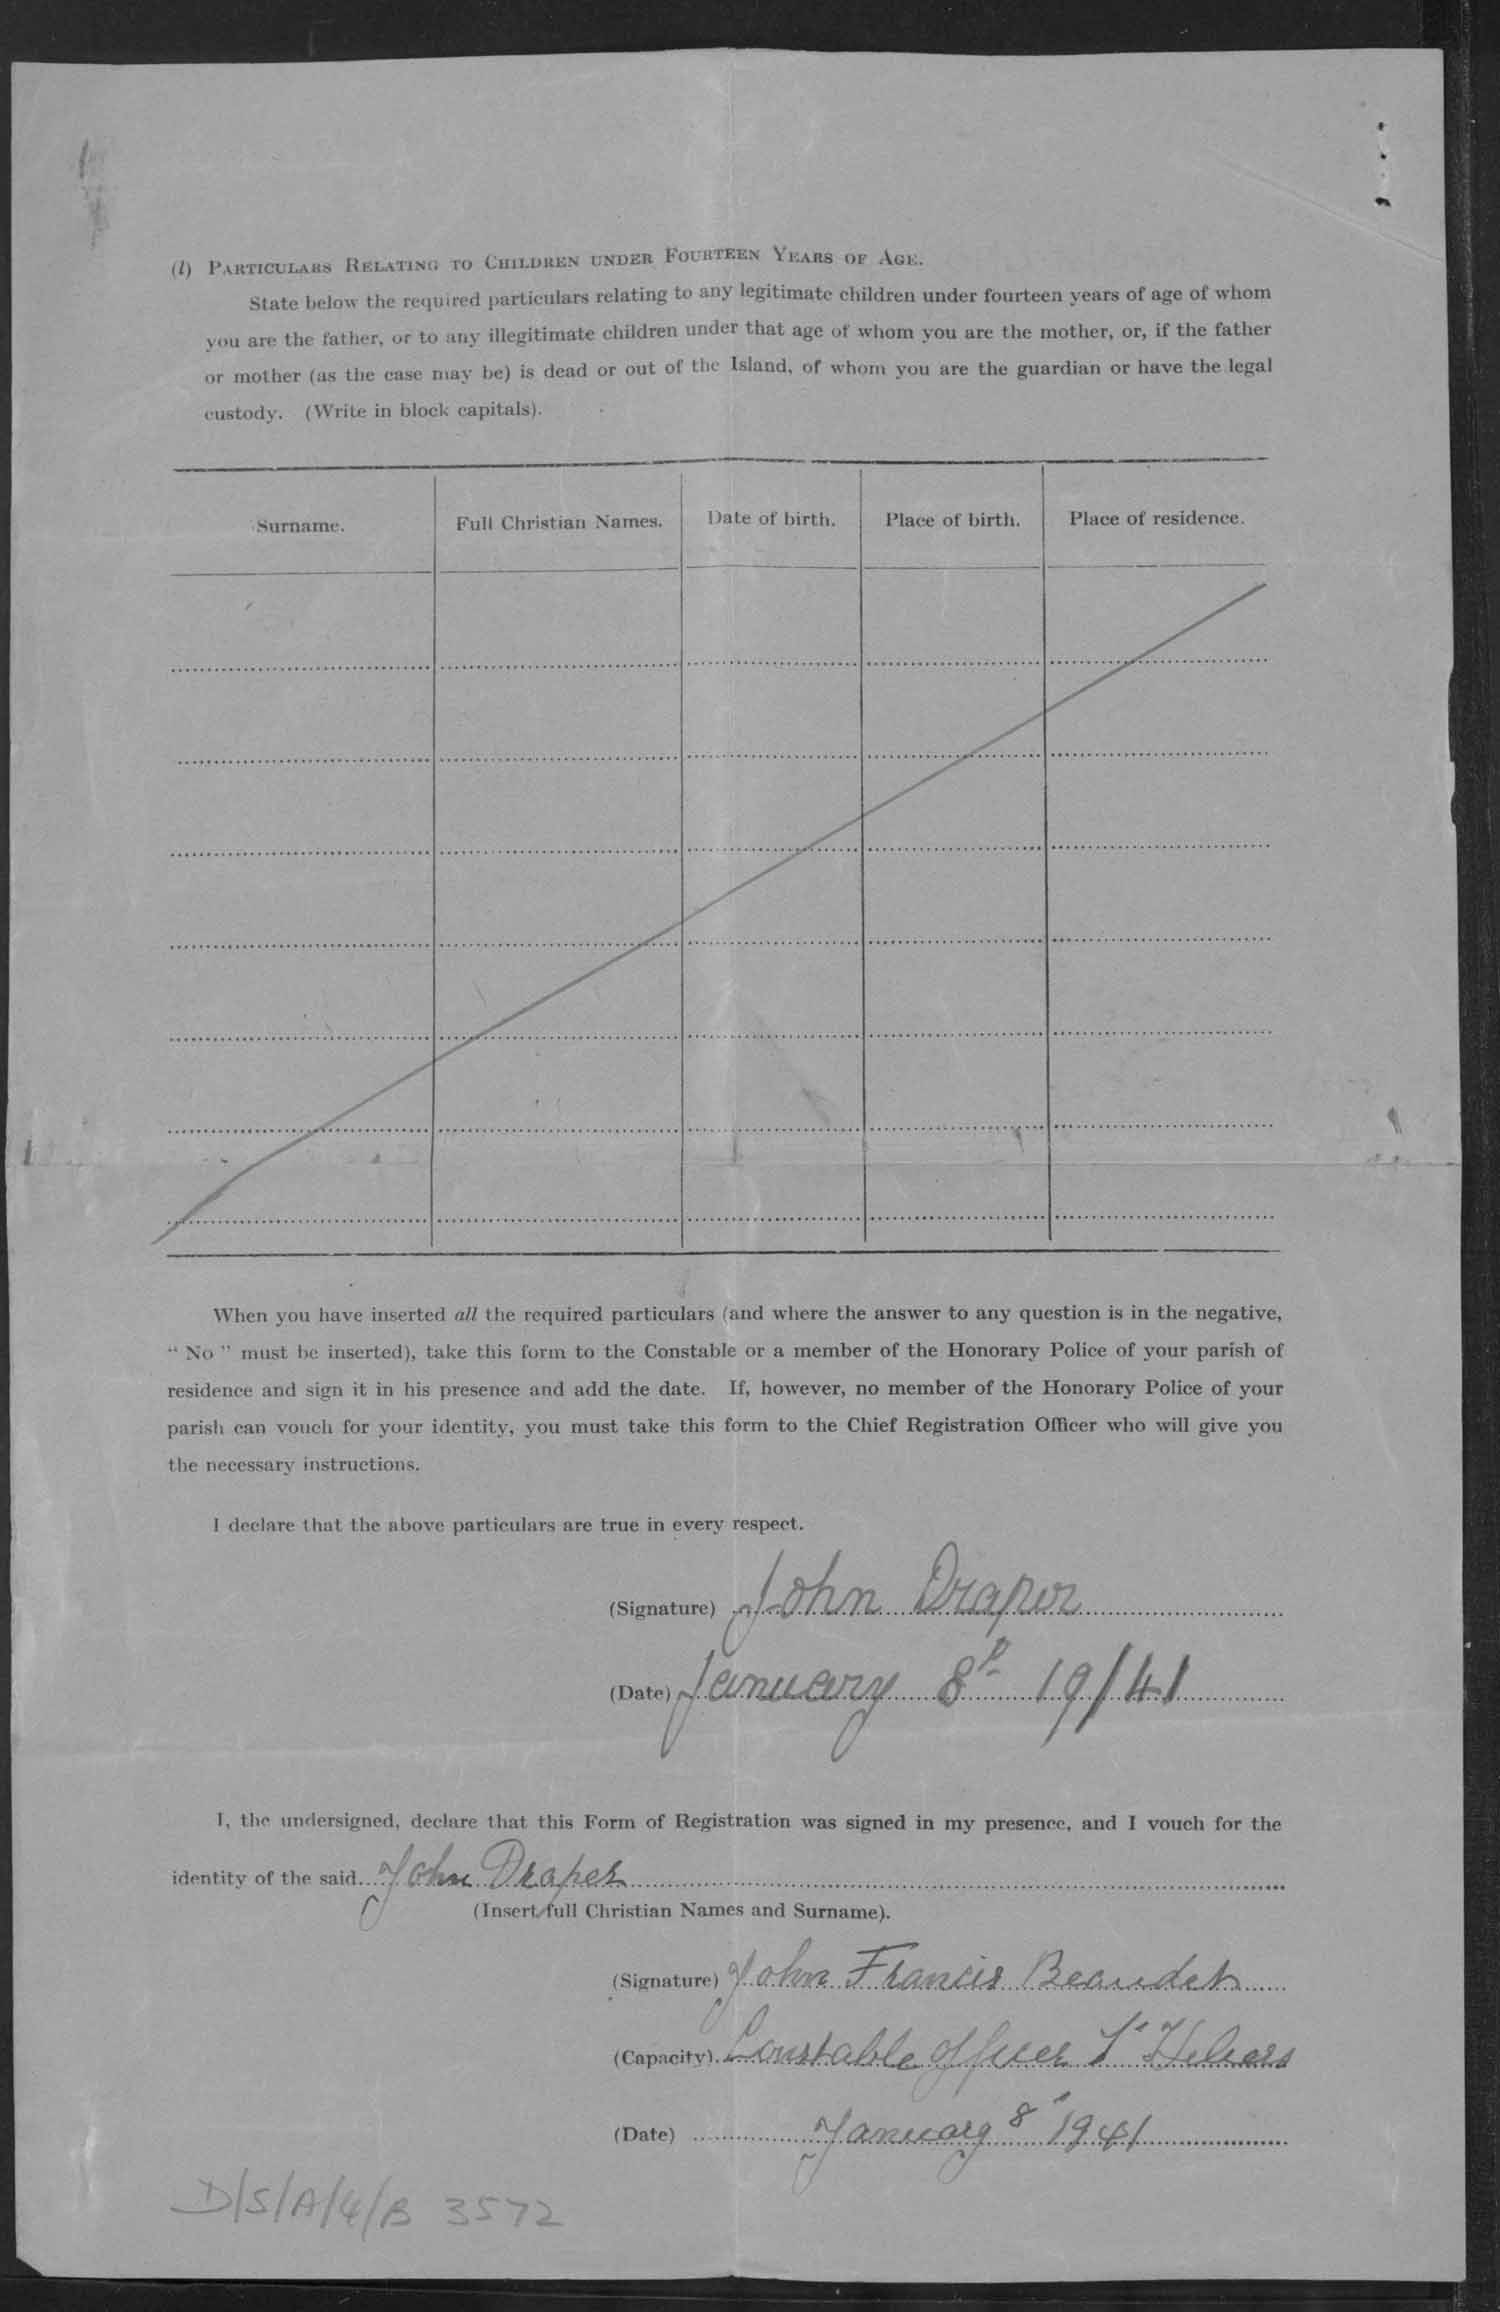 (l) PARTICULARS RELATING TO CHILDREN UNDER FOURTEEN YEARS OF AGE.
State below the required particulars relating to any legitimate children under fourteen years of age of whom
you are the father, or to any illegitimate children under that age of whom you are the mother, or, if the father
or mother (as the case may be) is dead or out of the Island, of whom you are the guardian or have the legal
custody. (Write in block capitals).
Surname. Full Christian Names. Date of birth. Place of birth. Place of residence.
When you have inserted all the required particulars (and where the answer to any question is in the negative,
“ No ” must be inserted), take this form to the Constable or a member of the Honorary Police of your parish of
residence and sign it in his presence and add the date. If, however, no member of the Honorary Police of your
parish can vouch for your identity, you must take this form to the Chief Registration Officer who will give you
the necessary instructions.
I declare that the above particulars are true in every respect.
(Signature) John Draper
(Date) January 8 19/41
I, the undersigned, declare that this Form of Registration was signed in my presence, and I vouch for the
identity of the said John Draper
(Insert full Christian Names and Surname).
(Signature) John Francis Beaudet
(Capacity). Constable Officer St Heliers
(Date) January 8 1941
D/S/A/4/B 3572